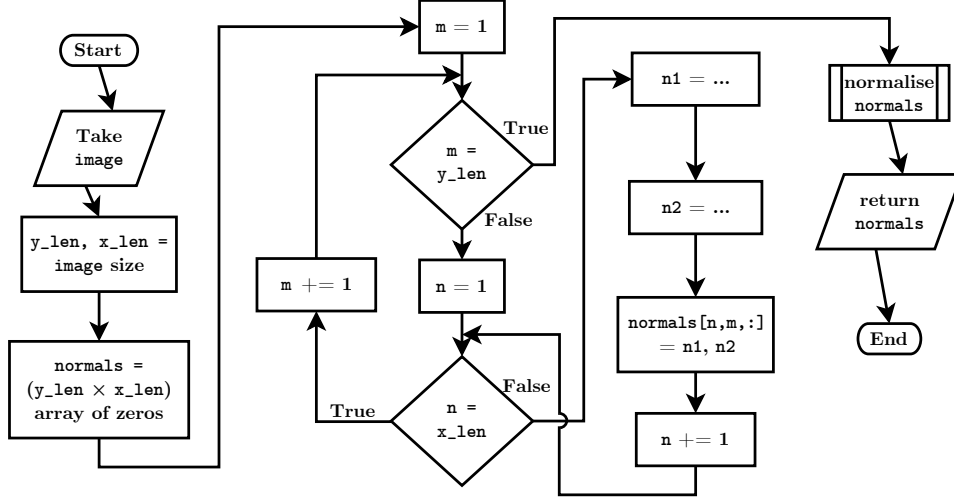 Start
Take
image
y_len, x_len =
image size
normals =
(y_len × x_len)
array of zeros
m = 1
m =
y_len
True
False
m += 1
n = 1
n =
x_len
True
False
n1 = ...
n2 = ...
normals[n,m,:]
= n1, n2
n += 1
normalise
normals
return
normals
End